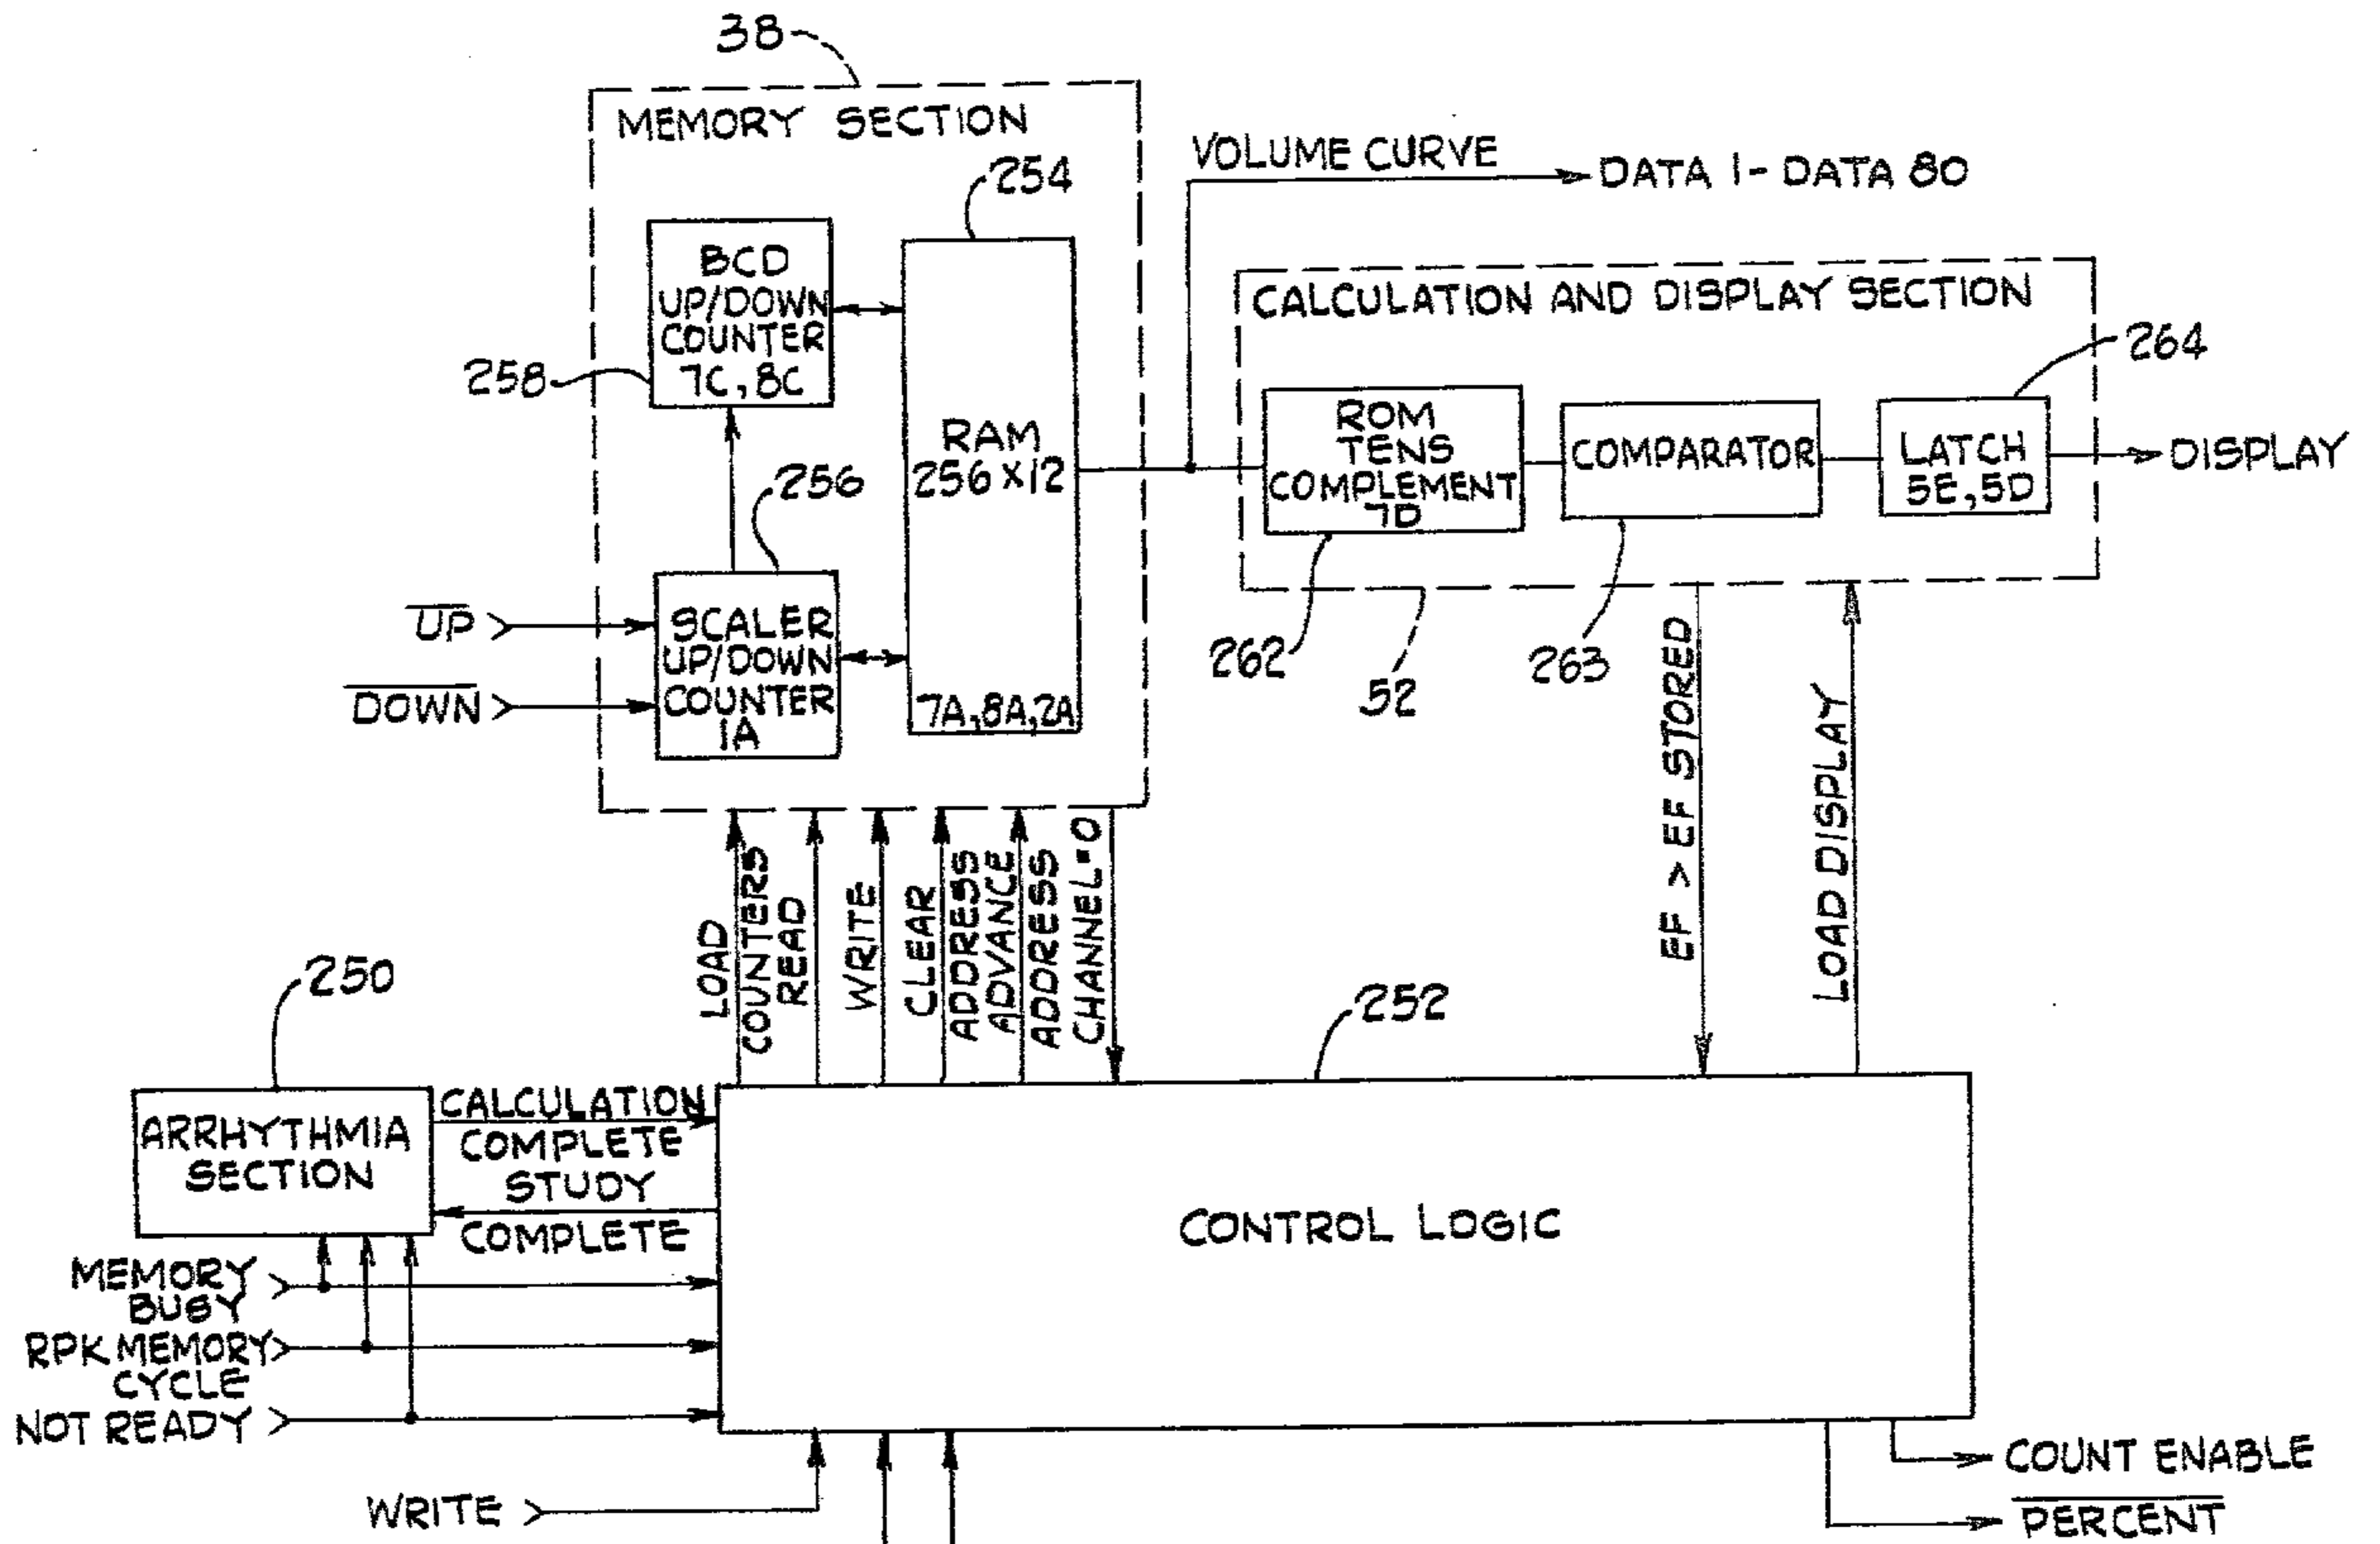 38
MEMORY SECTION
254
VOLUME CURVE
DATA 1- DATA 80
BCD
UP/DOWN
COUNTER
7C, 8C
258
RAM
256 X 12
7A, 8A, 2A
256
UP
DOWN
SCALER
UP/DOWN
COUNTER
1A
CALCULATION AND DISPLAY SECTION
264
ROM
TENS
COMPLEMENT
7D
COMPARATOR
LATCH
5E, 5D
DISPLAY
262
52
263
LOAD
COUNTERS
READ
WRITE
CLEAR
ADDRESS
ADVANCE
ADDRESS
CHANNEL=0
EF > EF STORED
LOAD DISPLAY
250
252
ARRHYTHMIA
SECTION
CALCULATION
COMPLETE
STUDY
COMPLETE
CONTROL LOGIC
MEMORY
BUSY
RPK MEMORY
CYCLE
NOT READY
WRITE
COUNT ENABLE
PERCENT